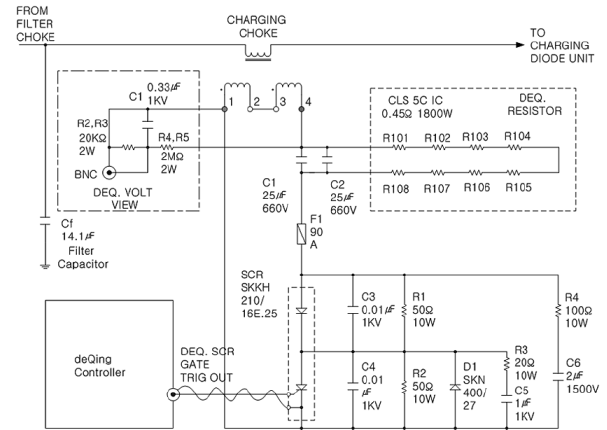 FROM
FILTER
CHOKE
CHARGING
CHOKE
TO
CHARGING
DIODE UNIT
0.33㎌
C1 1KV
1 2 3 4
R2,R3
20KΩ
2W
R4,R5
2MΩ
2W
BNC
DEQ. VOLT
VIEW
CLS 5C IC
0.45Ω 1800W
DEQ.
RESISTOR
R101 R102 R103 R104
R108 R107 R106 R105
C1
25㎌
660V
C2
25㎌
660V
Cf
14.1㎌
Filter
Capacitor
F1
90
A
SCR
SKKH
210/
16E.25
C3
0.01㎌
1KV
R1
50Ω
10W
R4
100Ω
10W
deQing
Controller
DEQ. SCR
GATE
TRIG OUT
C4
0.01
㎌
1KV
R2
50Ω
10W
D1
SKN
400/
27
R3
20Ω
10W
C5
1㎌
1KV
C6
2㎌
1500V